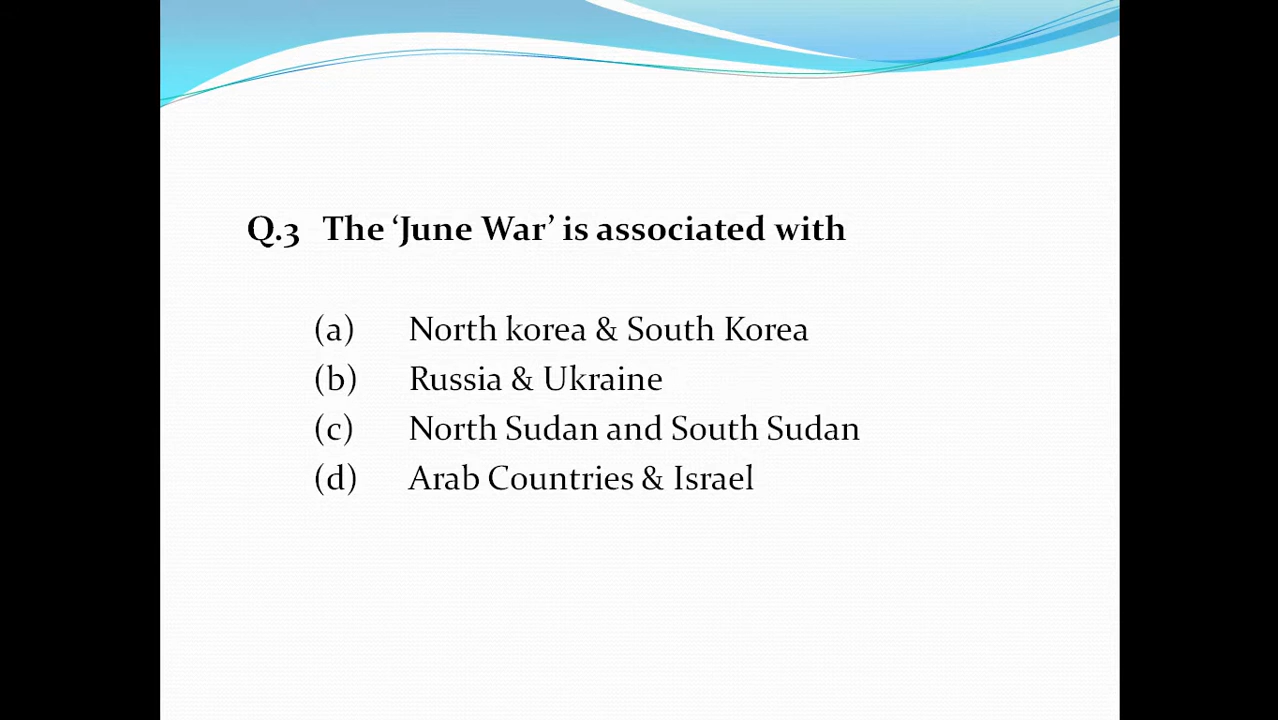 Q.3 The ‘June War’ is associated with
(a) North korea & South Korea
(b) Russia & Ukraine
(c) North Sudan and South Sudan
(d) Arab Countries & Israel